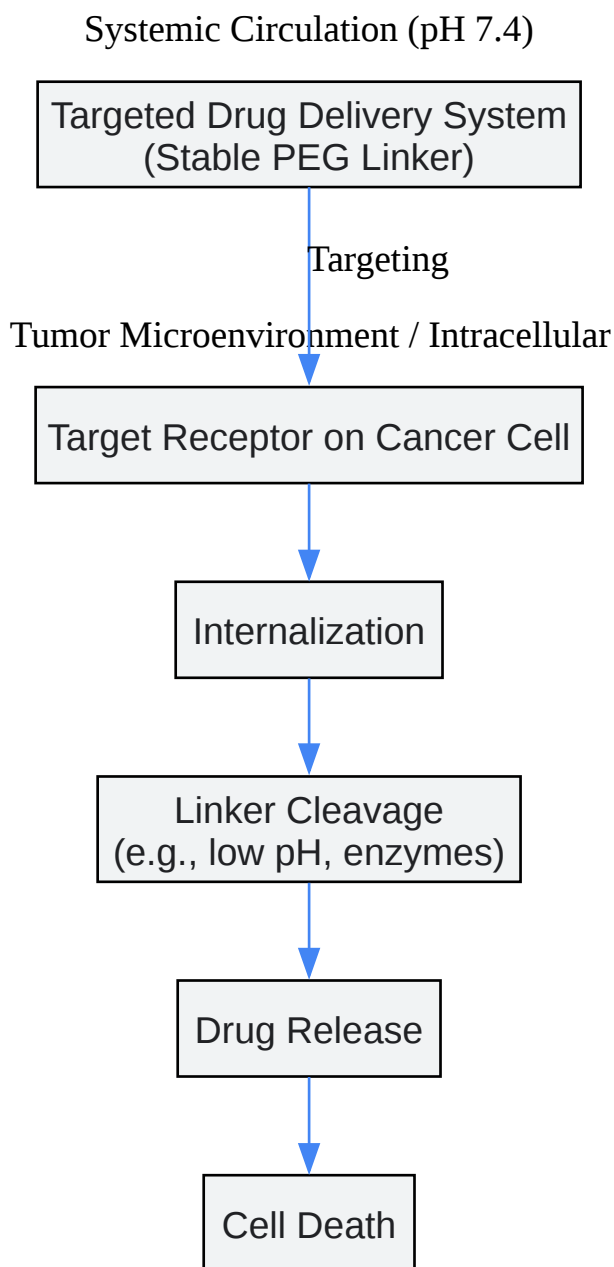 Systemic Circulation (pH 7.4)
Targeted Drug Delivery System
(Stable PEG Linker)
Targeting
Tumor Microenvironment / Intracellular
Target Receptor on Cancer Cell
Internalization
Linker Cleavage
(e.g., low pH, enzymes)
Drug Release
Cell Death